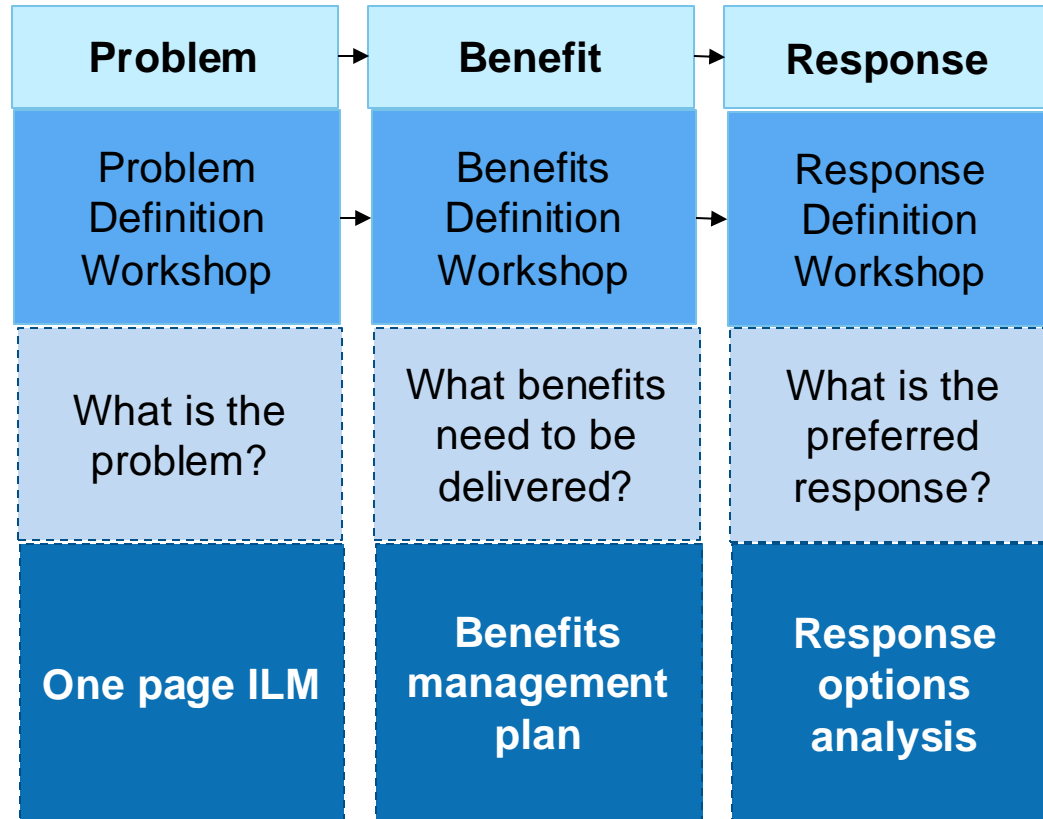 Problem
Benefit
Response
Problem
Definition
Workshop
Benefits
Definition
Workshop
Response
Definition
Workshop
What is the
problem?
What benefits
need to be
delivered?
What is the
preferred
response?
One page ILM
Benefits
management
plan
Response
options
analysis